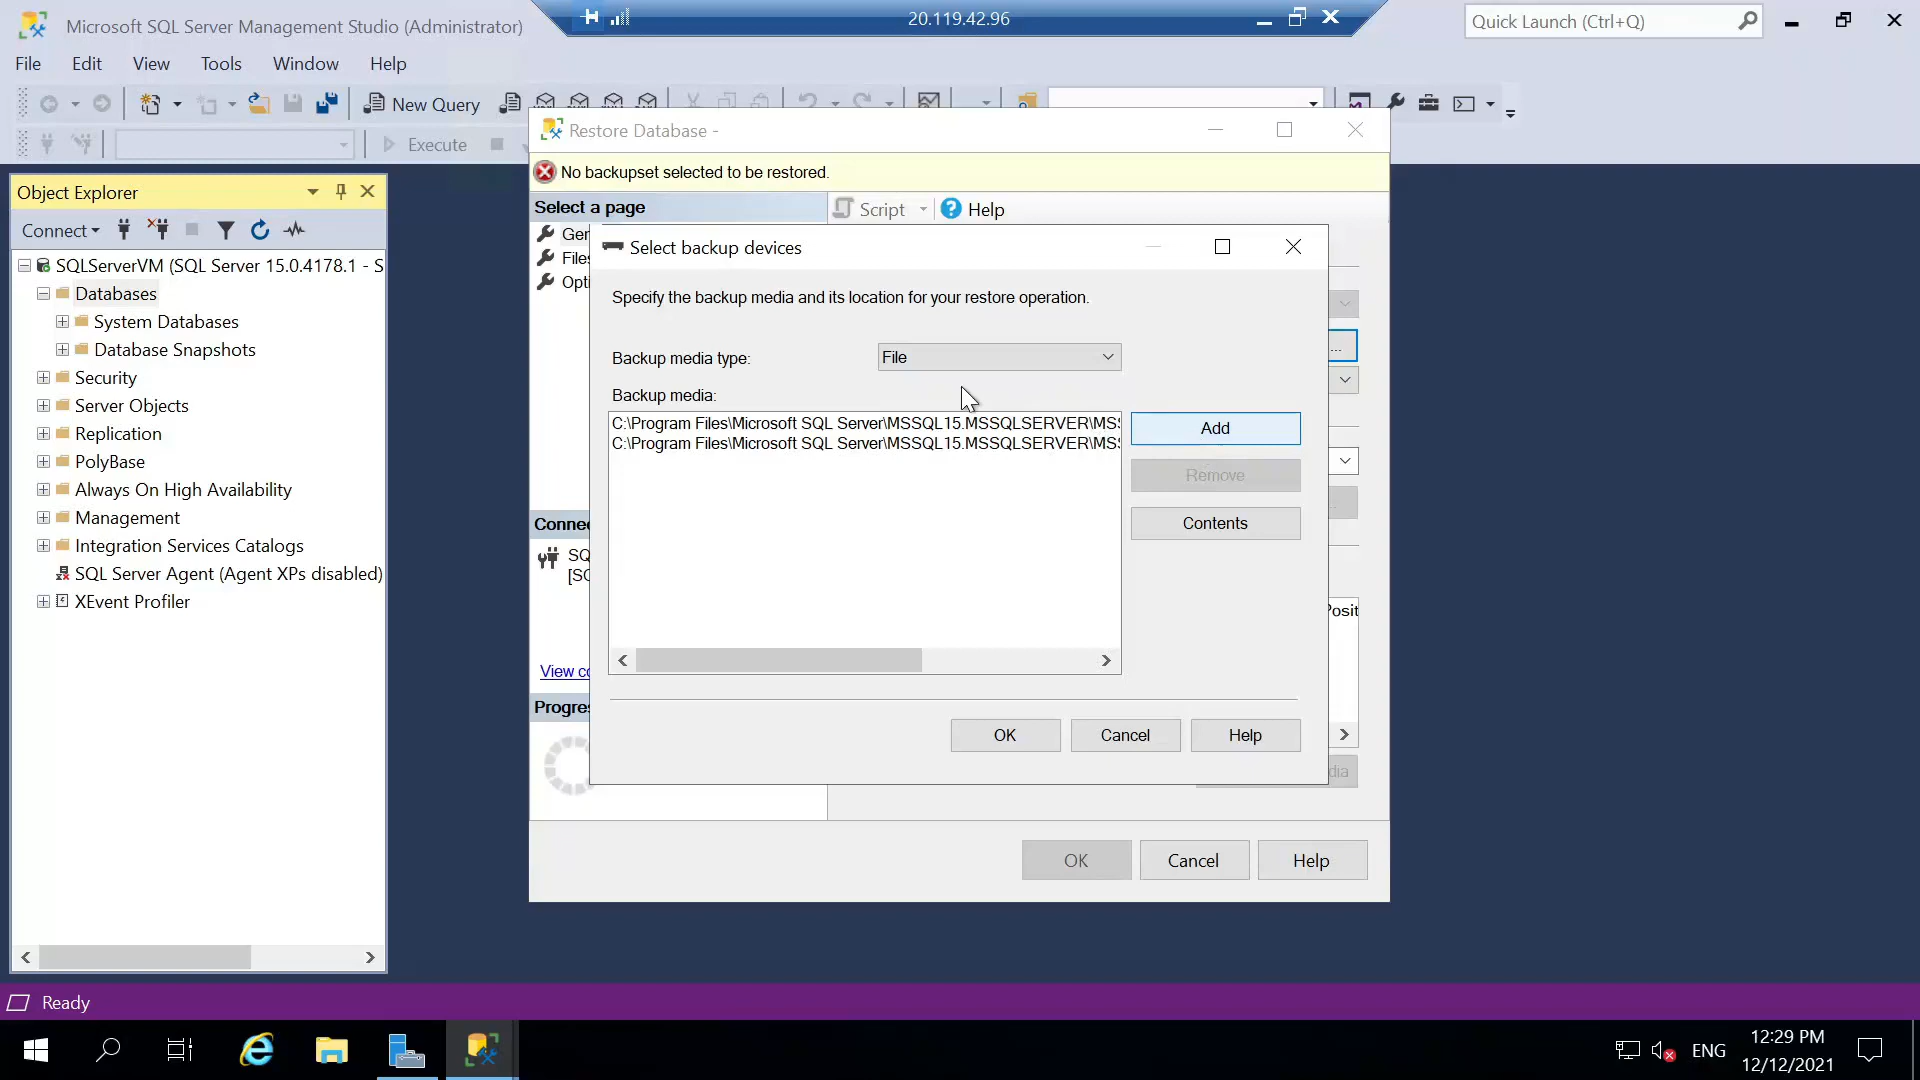 Microsoft SQL Server Management Studio (Administrator)
20.119.42.96
Quick Launch (Ctrl+Q)
File Edit View Tools Window Help
New Query
Execute
Restore Database -
No backupset selected to be restored.
Object Explorer
Select a page
Script
Help
Connect
SQLServerVM (SQL Server 15.0.4178.1 - S
Databases
System Databases
Database Snapshots
Security
Server Objects
Replication
PolyBase
Always On High Availability
Management
Integration Services Catalogs
SQL Server Agent (Agent XPs disabled)
XEvent Profiler
Gen
Files
Opti
Select backup devices
Specify the backup media and its location for your restore operation.
Backup media type:
File
Backup media:
C:\Program Files\Microsoft SQL Server\MSSQL15.MSSQLSERVER\MSS
C:\Program Files\Microsoft SQL Server\MSSQL15.MSSQLSERVER\MSS
Add
Remove
Contents
OK Cancel Help
Conne
SQ
[SQ
View co
Progres
Posit
dia
OK Cancel Help
Ready
ENG
12:29 PM
12/12/2021